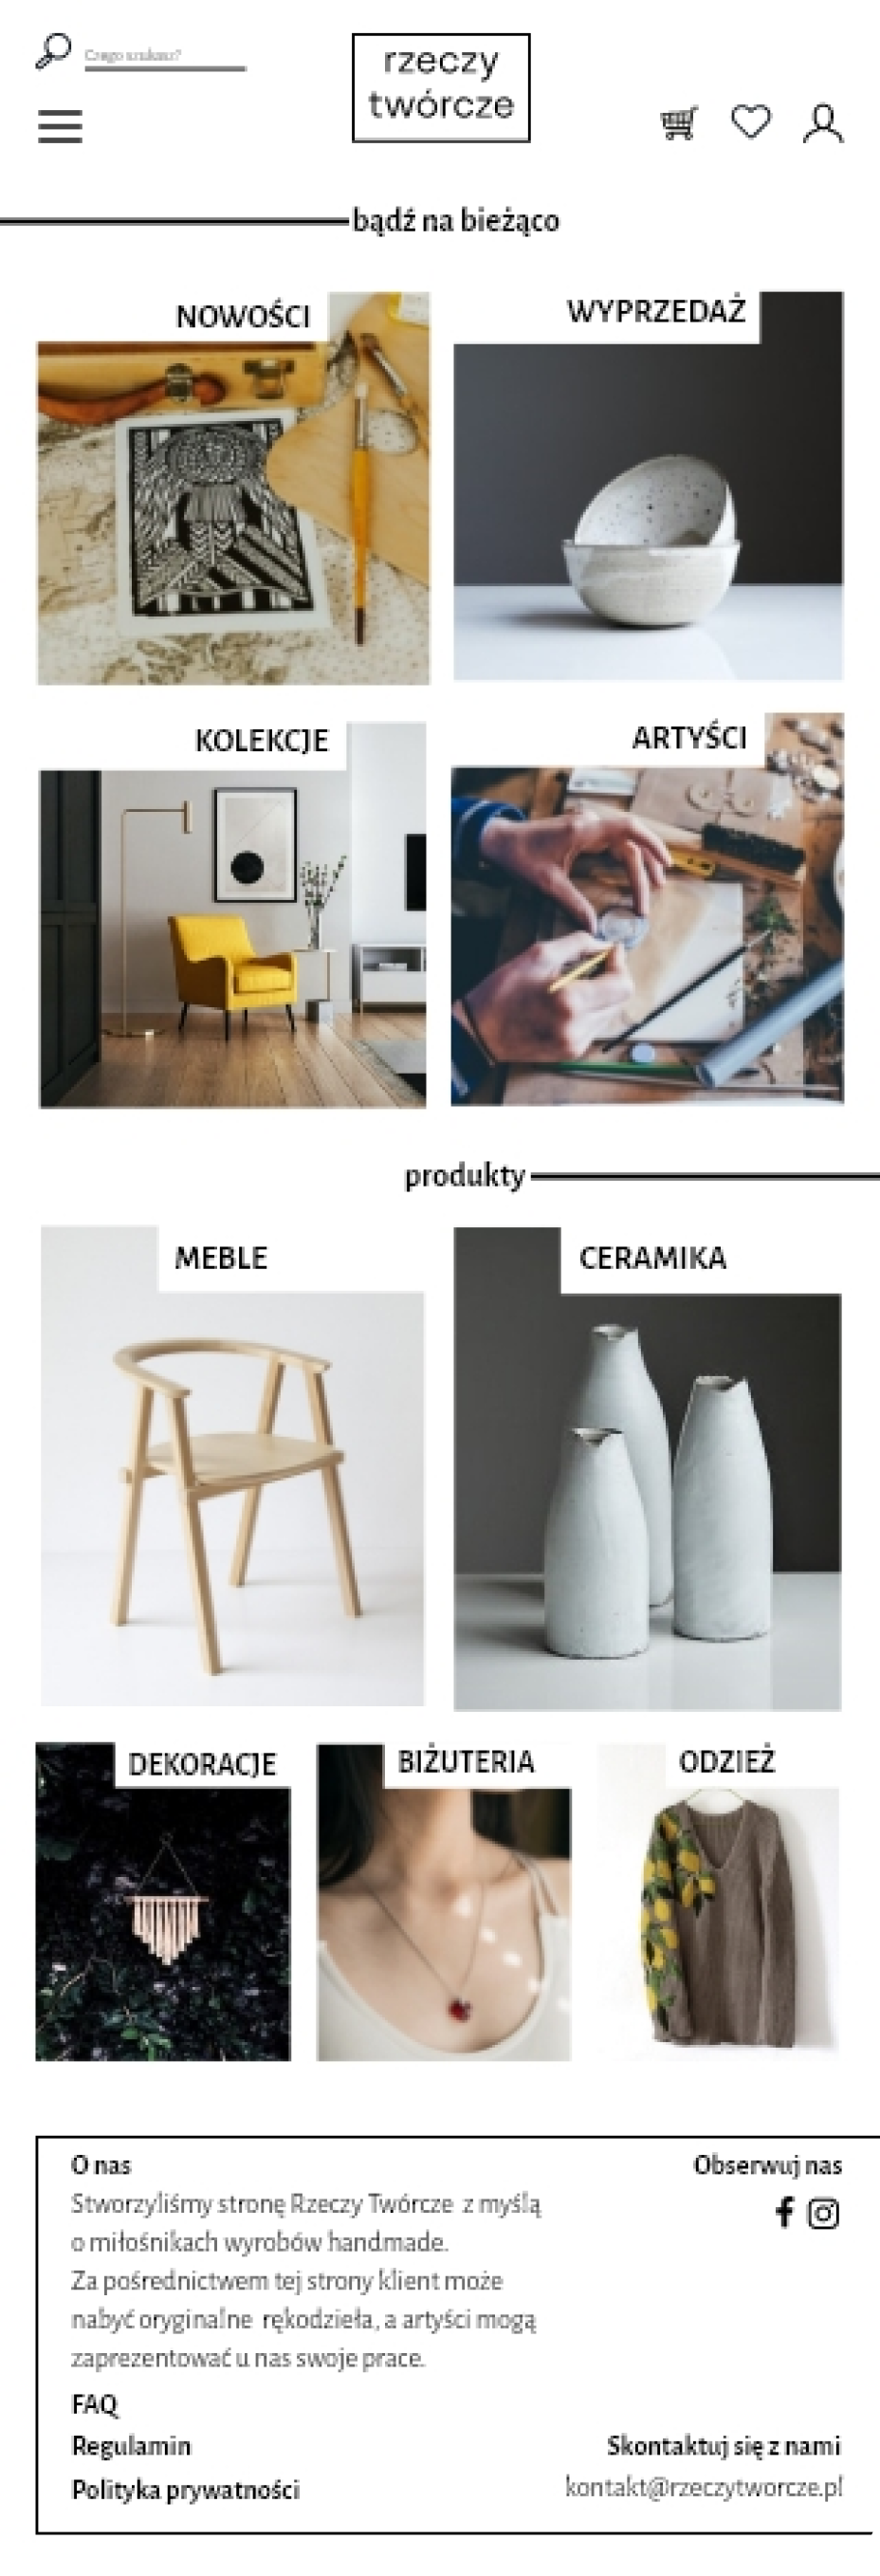 Czego szukasz?
rzeczy
twórcze
bądź na bieżąco
NOWOŚCI
WYPRZEDAŻ
KOLEKCJE
ARTYŚCI
produkty
MEBLE
CERAMIKA
DEKORACJE
BIŻUTERIA
ODZIEŻ
O nas
Obserwuj nas
Stworzyliśmy stronę Rzeczy Twórcze z myślą
o miłośnikach wyrobów handmade.
Za pośrednictwem tej strony klient może
nabyć oryginalne rękodzieła, a artyści mogą
zaprezentować u nas swoje prace.
FAQ
Regulamin
Skontaktuj się z nami
Polityka prywatności
kontakt@rzeczytworcze.pl